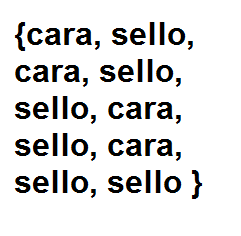 {cara, sello,
cara, sello,
sello, cara,
sello, cara,
sello, sello }